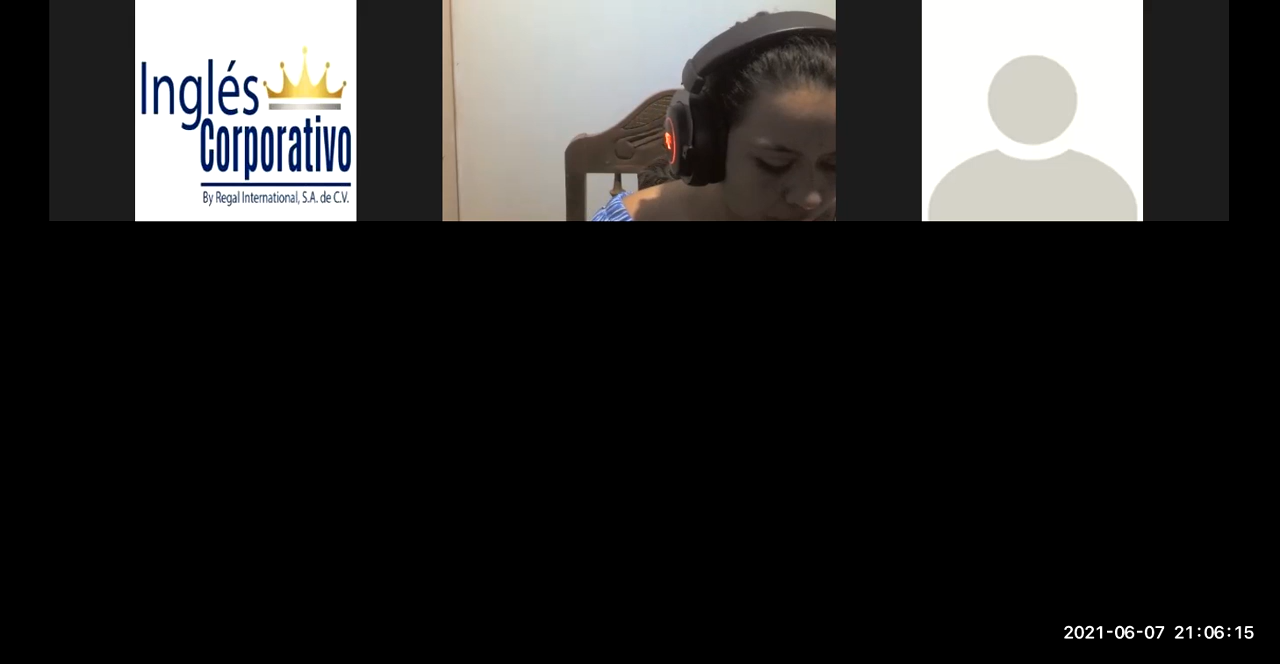 Inglés
Corporativo
By Regal International, S.A. de C.V.
2021-06-07 21:06:15